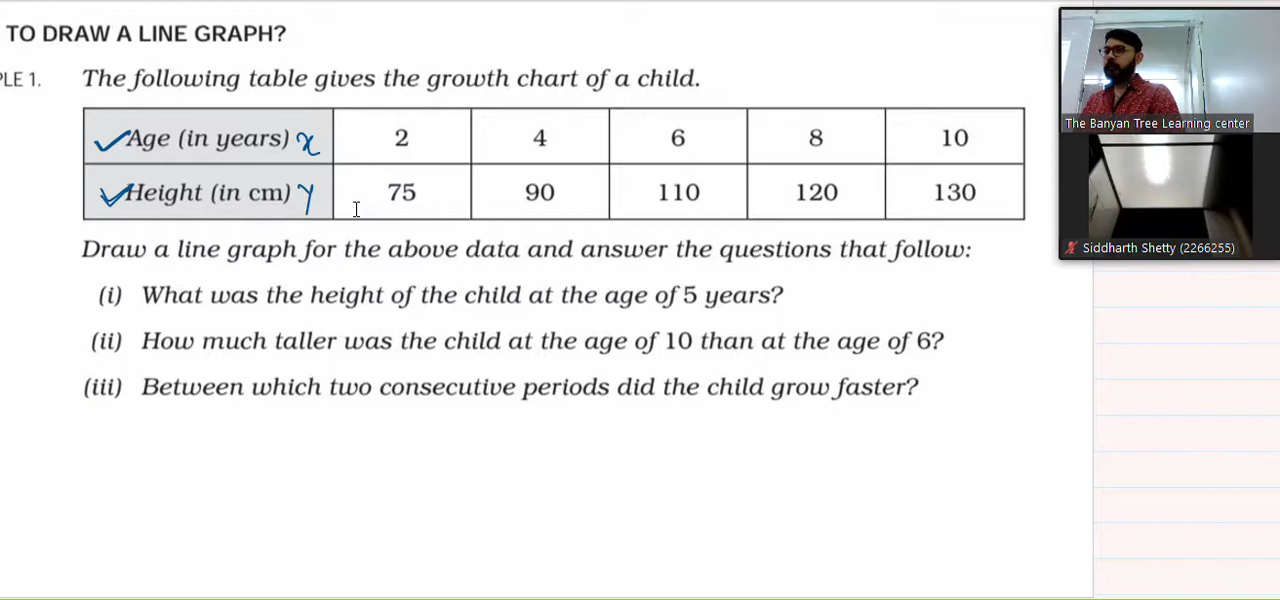 TO DRAW A LINE GRAPH?
PLE 1. The following table gives the growth chart of a child.
Age (in years) x 2 4 6 8 10
Height (in cm) y 75 90 110 120 130
Draw a line graph for the above data and answer the questions that follow:
(i) What was the height of the child at the age of 5 years?
(ii) How much taller was the child at the age of 10 than at the age of 6?
(iii) Between which two consecutive periods did the child grow faster?
The Banyan Tree Learning center
Siddharth Shetty (2266255)